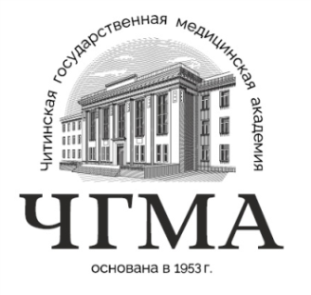 Читинская государственная медицинская академия
ЧГМА
основана в 1953 г.